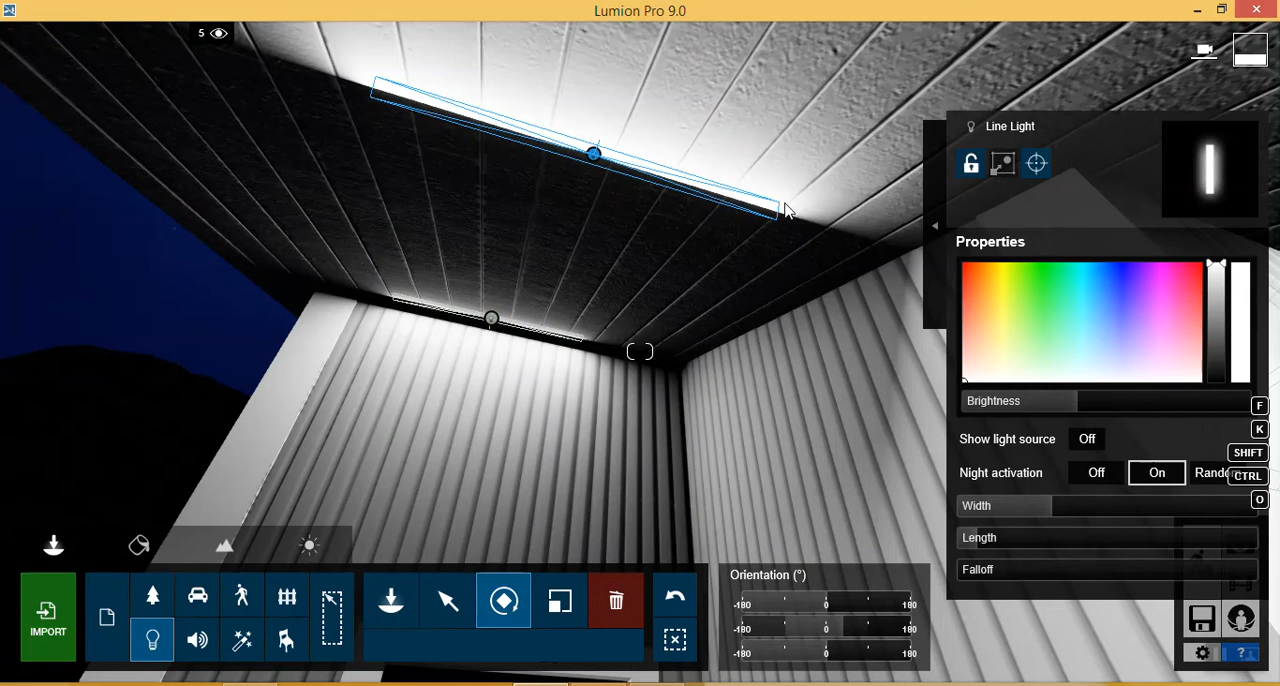 Lumion Pro 9.0
5
Line Light
Properties
Brightness
F
K
Show light source Off
SHIFT
Night activation Off On Random
CTRL
Width
O
Length
Falloff
IMPORT
Orientation (°)
-180 0 180
-180 0 180
-180 0 180
?